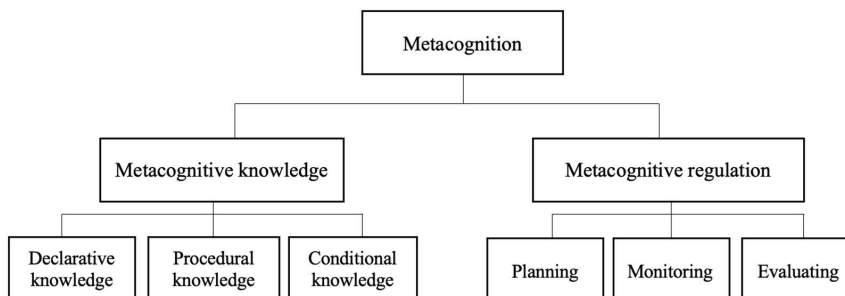 Metacognition
Metacognitive knowledge
Metacognitive regulation
Declarative
knowledge
Procedural
knowledge
Conditional
knowledge
Planning
Monitoring
Evaluating